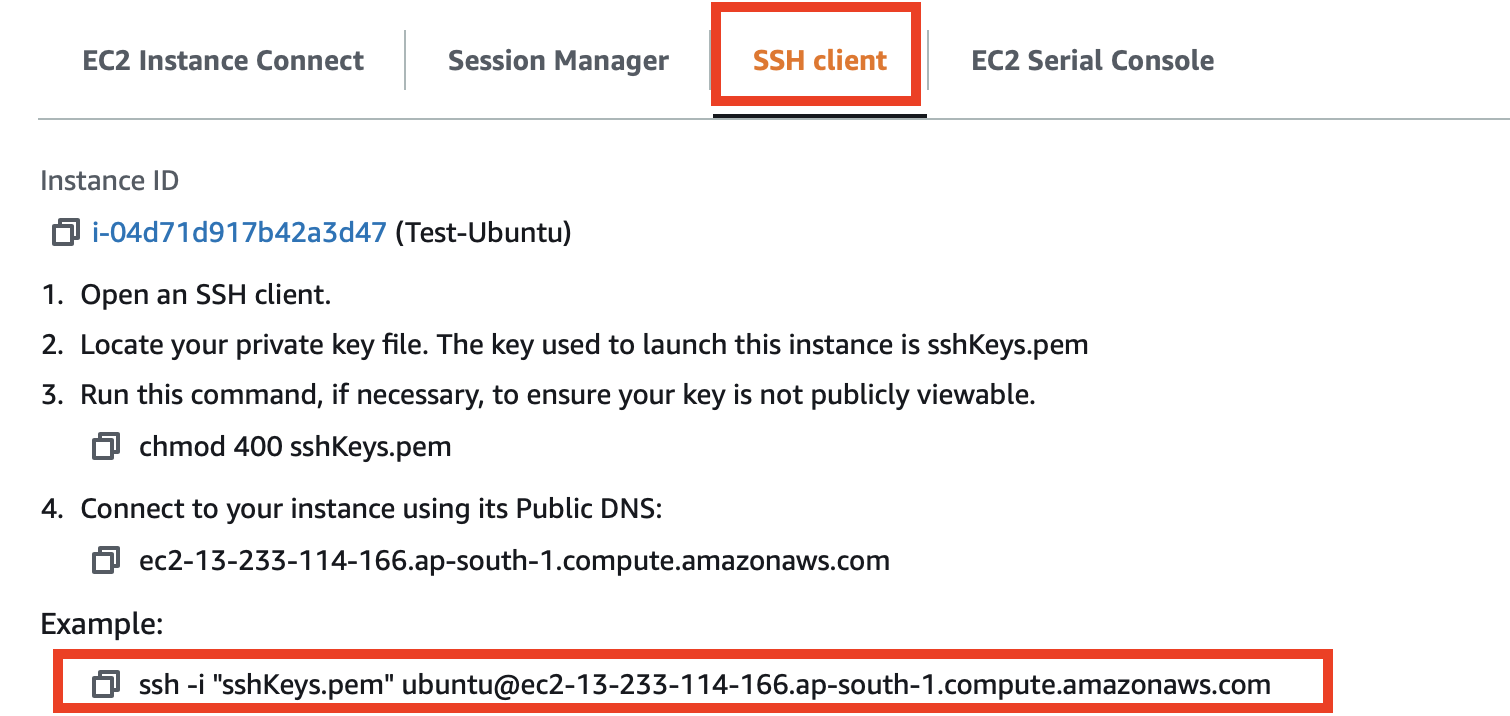 EC2 Instance Connect Session Manager SSH client EC2 Serial Console
Instance ID
i-04d71d917b42a3d47 (Test-Ubuntu)
1. Open an SSH client.
2. Locate your private key file. The key used to launch this instance is sshKeys.pem
3. Run this command, if necessary, to ensure your key is not publicly viewable.
chmod 400 sshKeys.pem
4. Connect to your instance using its Public DNS:
ec2-13-233-114-166.ap-south-1.compute.amazonaws.com
Example:
ssh -i "sshKeys.pem" ubuntu@ec2-13-233-114-166.ap-south-1.compute.amazonaws.com